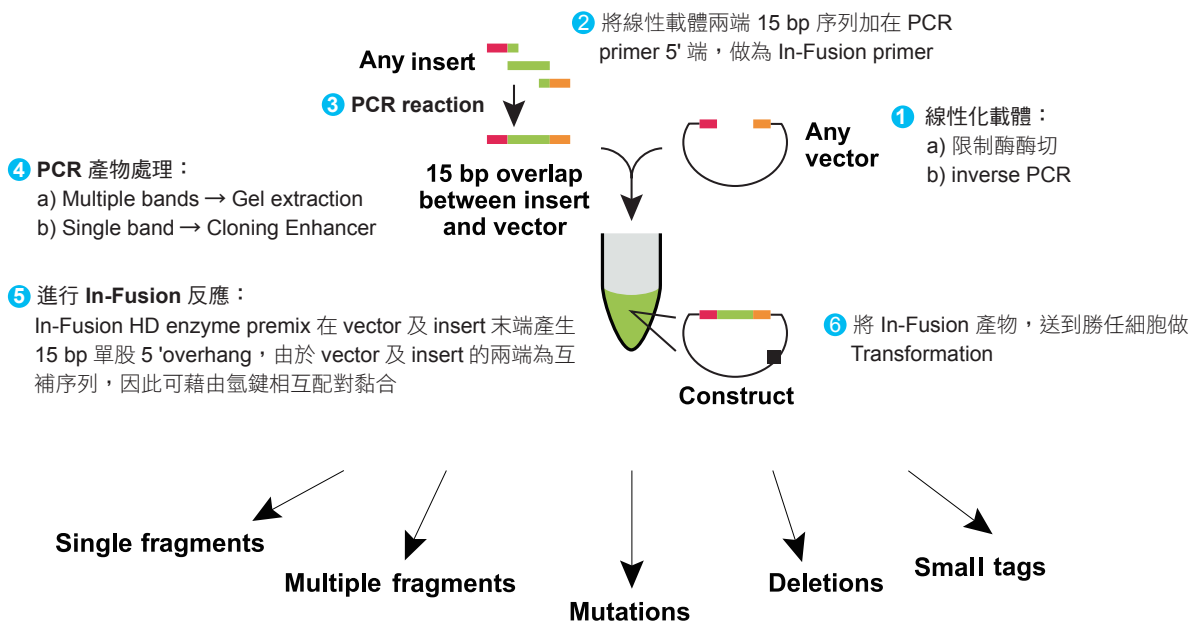 2 將線性載體兩端 15 bp 序列加在 PCR
primer 5' 端，做為 In-Fusion primer
Any insert
3 PCR reaction
1 線性化載體：
a) 限制酶酶切
b) inverse PCR
Any
vector
4 PCR 產物處理：
a) Multiple bands → Gel extraction
b) Single band → Cloning Enhancer
15 bp overlap
between insert
and vector
5 進行 In-Fusion 反應：
In-Fusion HD enzyme premix 在 vector 及 insert 末端產生
15 bp 單股 5 'overhang，由於 vector 及 insert 的兩端為互
補序列，因此可藉由氫鍵相互配對黏合
6 將 In-Fusion 產物，送到勝任細胞做
Transformation
Construct
Single fragments
Multiple fragments
Mutations
Deletions
Small tags